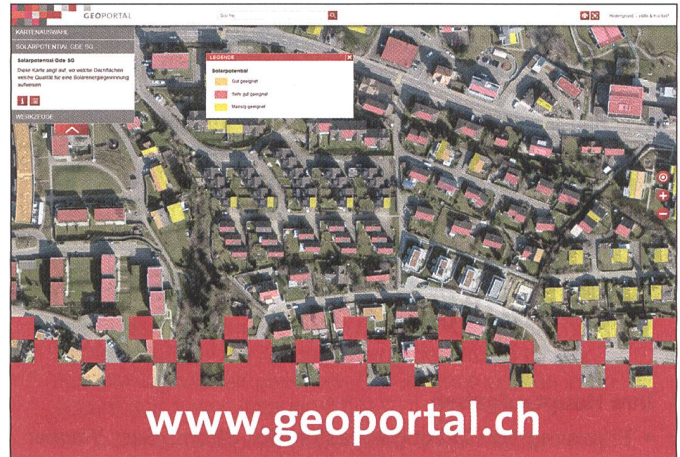 GEOPORTAL
KARTENAUSWAHL
SOLARPOTENTIAL GDE SG
Solarpotential Gde SG
Diese Karte zeigt auf, wo welche Dachflächen
welche Qualität für eine Solarenergiegewinnung
aufweisen
WERKZEUGE
LEGENDE
Solarpotential
Gut geeignet
Sehr gut geeignet
Mässig geeignet
www.geoportal.ch